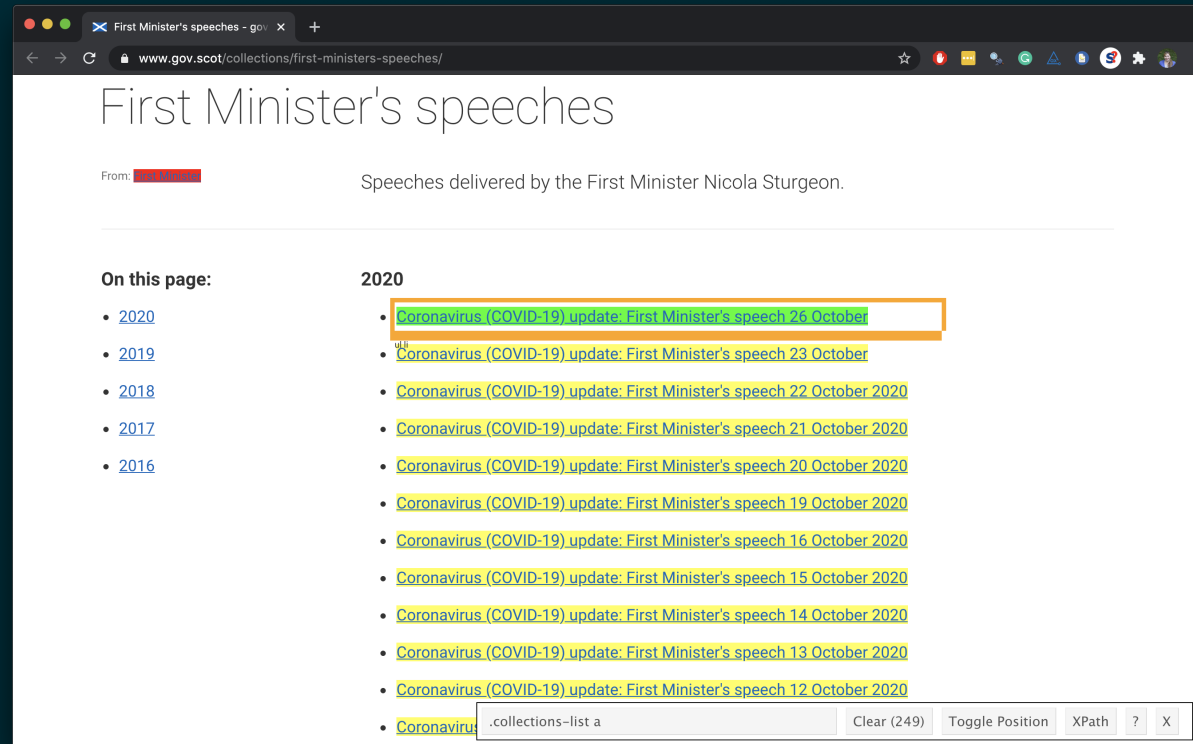 First Minister's speeches - gov
www.gov.scot/collections/first-ministers-speeches/
First Minister's speeches
From: First Minister
Speeches delivered by the First Minister Nicola Sturgeon.
On this page:
2020
2019
2018
2017
2016
2020
Coronavirus (COVID-19) update: First Minister's speech 26 October
ul li
Coronavirus (COVID-19) update: First Minister's speech 23 October
Coronavirus (COVID-19) update: First Minister's speech 22 October 2020
Coronavirus (COVID-19) update: First Minister's speech 21 October 2020
Coronavirus (COVID-19) update: First Minister's speech 20 October 2020
Coronavirus (COVID-19) update: First Minister's speech 19 October 2020
Coronavirus (COVID-19) update: First Minister's speech 16 October 2020
Coronavirus (COVID-19) update: First Minister's speech 15 October 2020
Coronavirus (COVID-19) update: First Minister's speech 14 October 2020
Coronavirus (COVID-19) update: First Minister's speech 13 October 2020
Coronavirus (COVID-19) update: First Minister's speech 12 October 2020
Coronavirus
.collections-list a
Clear (249) Toggle Position XPath ? X